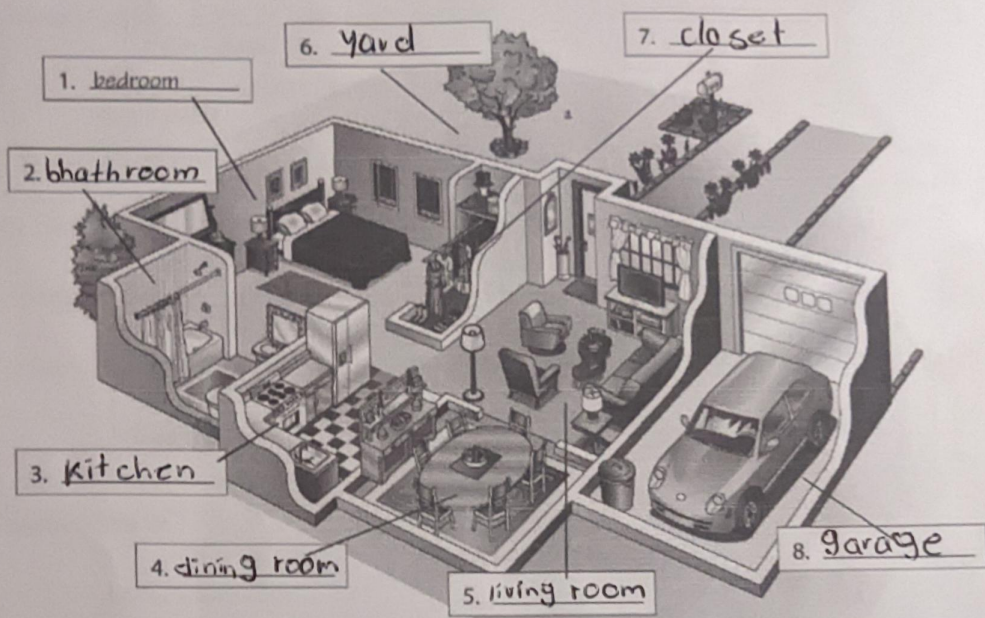 6. yard
7. closet
1. bedroom
2. bhathroom
3. kitchen
4. dining room
5. living room
8. garage